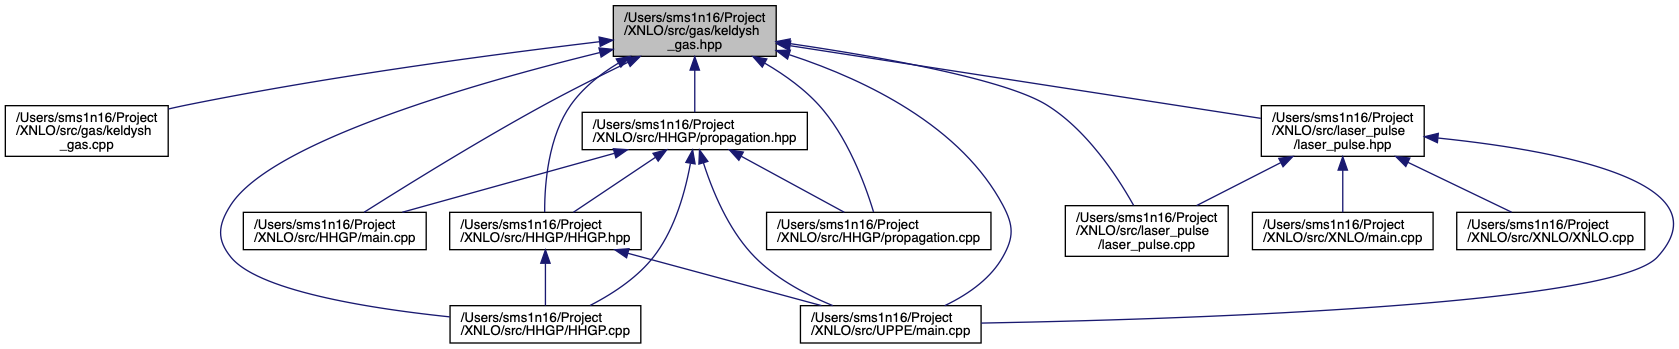 /Users/sms1n16/Project
/XNLO/src/gas/keldysh
_gas.hpp
/Users/sms1n16/Project
/XNLO/src/gas/keldysh
_gas.cpp
/Users/sms1n16/Project
/XNLO/src/HHGP/propagation.hpp
/Users/sms1n16/Project
/XNLO/src/laser_pulse
/laser_pulse.hpp
/Users/sms1n16/Project
/XNLO/src/HHGP/main.cpp
/Users/sms1n16/Project
/XNLO/src/HHGP/HHGP.hpp
/Users/sms1n16/Project
/XNLO/src/HHGP/propagation.cpp
/Users/sms1n16/Project
/XNLO/src/laser_pulse
/laser_pulse.cpp
/Users/sms1n16/Project
/XNLO/src/XNLO/main.cpp
/Users/sms1n16/Project
/XNLO/src/XNLO/XNLO.cpp
/Users/sms1n16/Project
/XNLO/src/HHGP/HHGP.cpp
/Users/sms1n16/Project
/XNLO/src/UPPE/main.cpp